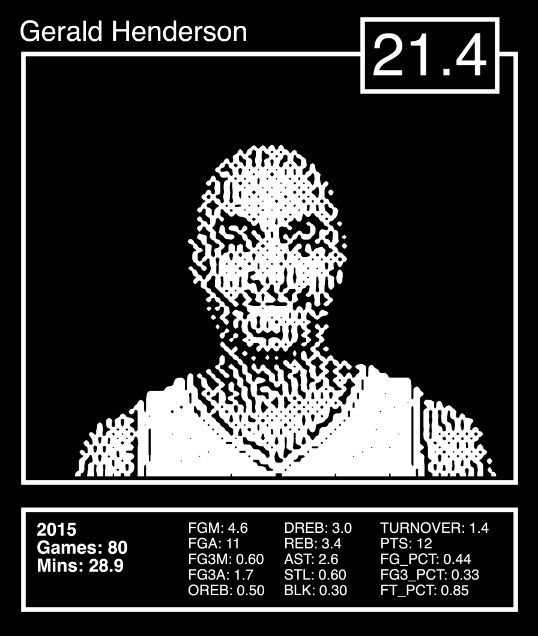 Gerald Henderson
21.4
2015
Games: 80
Mins: 28.9
FGM: 4.6
FGA: 11
FG3M: 0.60
FG3A: 1.7
OREB: 0.50
DREB: 3.0
REB: 3.4
AST: 2.6
STL: 0.60
BLK: 0.30
TURNOVER: 1.4
PTS: 12
FG_PCT: 0.44
FG3_PCT: 0.33
FT_PCT: 0.85